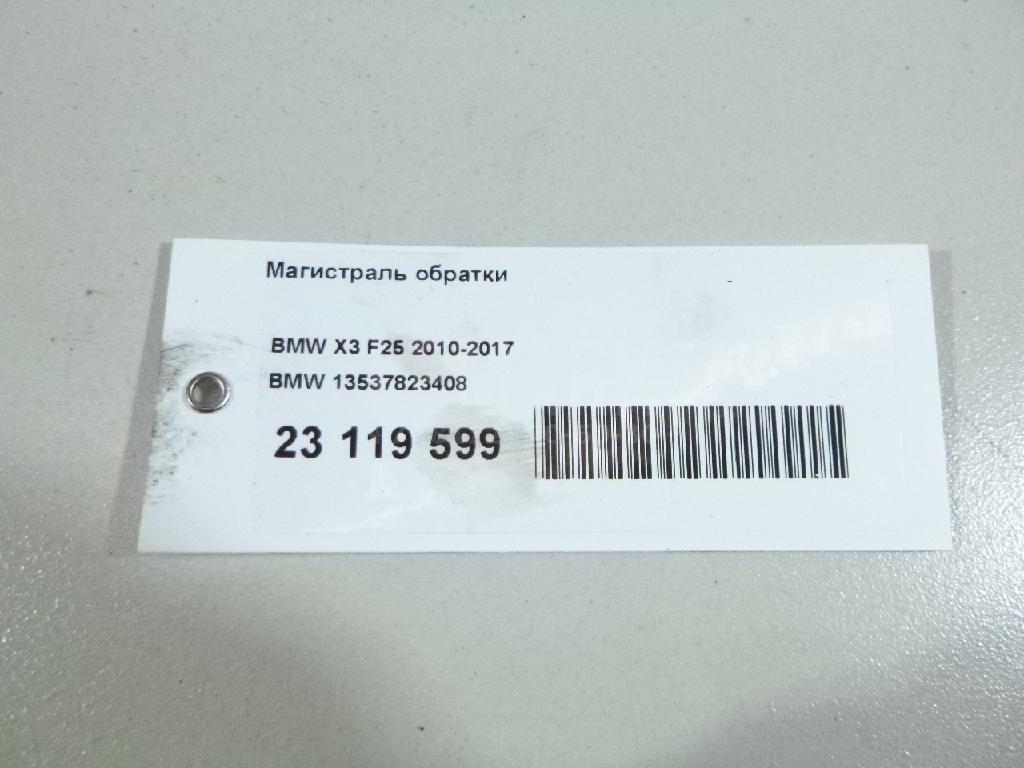 Магистраль обратки
BMW X3 F25 2010-2017
BMW 13537823408
23 119 599